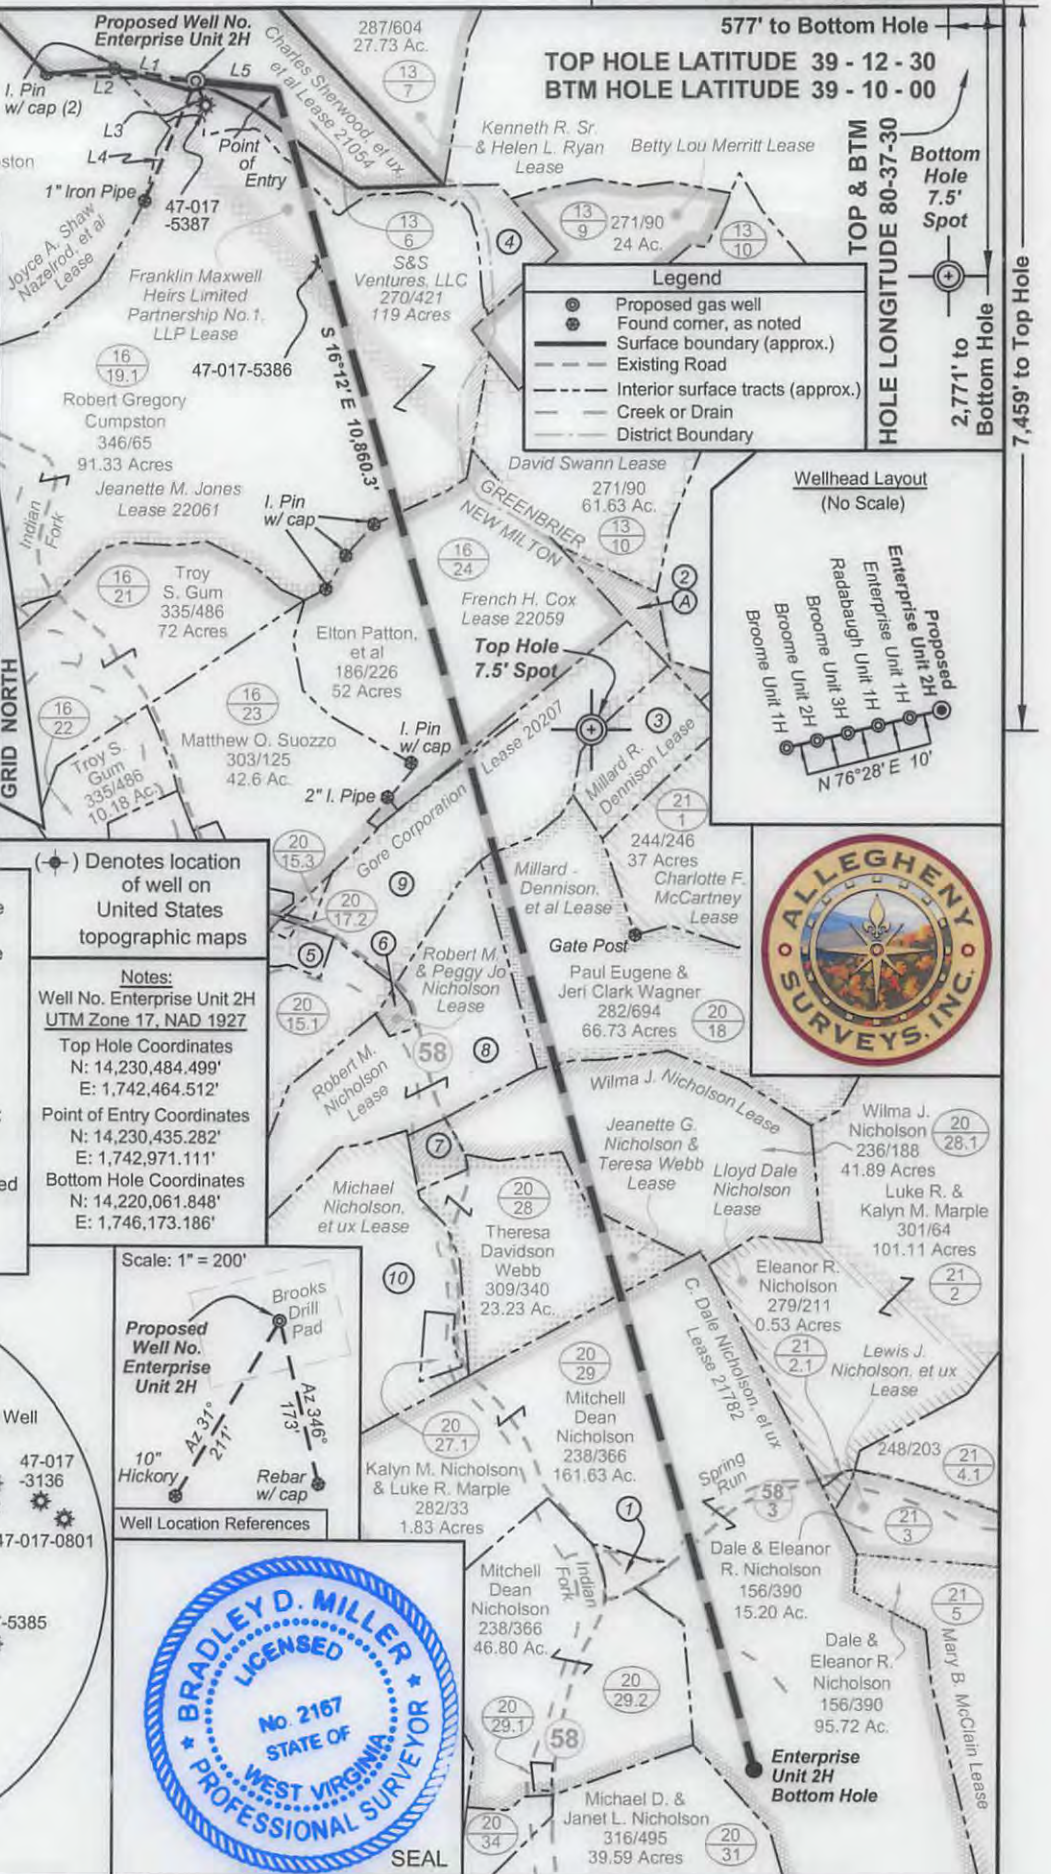 577' to Bottom Hole
TOP HOLE LATITUDE 39 - 12 - 30
BTM HOLE LATITUDE 39 - 10 - 00
TOP & BTM
HOLE LONGITUDE 80-37-30
Bottom
Hole
7.5'
Spot
2,771' to
Bottom Hole
7,459' to Top Hole
Proposed Well No.
Enterprise Unit 2H
L1
L2
L5
I. Pin
w/ cap (2)
L3
L4
1" Iron Pipe
Point
of
Entry
47-017
-5387
Charles Sherwood, et ux
et al Lease 21054
287/604
27.73 Ac.
13
7
Kenneth R. Sr.
& Helen L. Ryan
Lease
Betty Lou Merritt Lease
13
9
271/90
24 Ac.
13
10
4
13
6
S&S
Ventures, LLC
270/421
119 Acres
Joyce A. Shaw
Nazelrod, et al
Lease
Franklin Maxwell
Heirs Limited
Partnership No.1,
LLP Lease
47-017-5386
S 16°12' E 10,860.3'
Legend
Proposed gas well
Found corner, as noted
Surface boundary (approx.)
Existing Road
Interior surface tracts (approx.)
Creek or Drain
District Boundary
16
19.1
Robert Gregory
Cumpston
346/65
91.33 Acres
Jeanette M. Jones
Lease 22061
Indian
Fork
I. Pin
w/ cap
David Swann Lease
271/90
61.63 Ac.
13
10
GREENBRIER
NEW MILTON
16
24
French H. Cox
Lease 22059
2
A
Wellhead Layout
(No Scale)
Broome Unit 1H
Broome Unit 2H
Broome Unit 3H
Radabaugh Unit 1H
Enterprise Unit 1H
Proposed
Enterprise Unit 2H
N 76°28' E 10'
16
21
Troy
S. Gum
335/486
72 Acres
Elton Patton,
et al
186/226
52 Acres
Top Hole
7.5' Spot
GRID NORTH
16
22
16
23
Matthew O. Suozzo
303/125
42.6 Ac.
Troy S.
Gum
335/486
10.18 Ac.
I. Pin
w/ cap
2" I. Pipe
Gore Corporation
Lease 20207
3
Millard R.
Dennison Lease
21
1
244/246
37 Acres
Charlotte F.
McCartney
Lease
Millard
Dennison,
et al Lease
Gate Post
ALLEGHENY
SURVEYS, INC.
Denotes location
of well on
United States
topographic maps
20
15.3
9
20
17.2
5
6
Robert M.
& Peggy Jo
Nicholson
Lease
20
15.1
58
8
Robert M.
Nicholson
Lease
Paul Eugene &
Jeri Clark Wagner
282/694
66.73 Acres
20
18
Notes:
Well No. Enterprise Unit 2H
UTM Zone 17, NAD 1927
Top Hole Coordinates
N: 14,230,484.499'
E: 1,742,464.512'
Point of Entry Coordinates
N: 14,230,435.282'
E: 1,742,971.111'
Bottom Hole Coordinates
N: 14,220,061.848'
E: 1,746,173.186'
Wilma J. Nicholson Lease
Jeanette G.
Nicholson &
Teresa Webb
Lease
Lloyd Dale
Nicholson
Lease
Wilma J.
Nicholson
236/188
41.89 Acres
20
28.1
Luke R. &
Kalyn M. Marple
301/64
101.11 Acres
21
2
7
Michael
Nicholson,
et ux Lease
20
28
Theresa
Davidson
Webb
309/340
23.23 Ac.
10
Eleanor R.
Nicholson
279/211
0.53 Acres
21
2.1
Lewis J.
Nicholson, et ux
Lease
C. Dale Nicholson, et ux
Lease 21782
Scale: 1" = 200'
Brooks
Drill
Pad
Proposed
Well No.
Enterprise
Unit 2H
Az 31°
211'
Az 346°
173'
10"
Hickory
Rebar
w/ cap
Well Location References
20
29
Mitchell
Dean
Nicholson
238/366
161.63 Ac.
20
27.1
Kalyn M. Nicholson
& Luke R. Marple
282/33
1.83 Acres
Spring
Run
58
3
248/203
21
4.1
21
3
Well
47-017
-3136
47-017-0801
-5385
1
Dale & Eleanor
R. Nicholson
156/390
15.20 Ac.
Mitchell
Dean
Nicholson
238/366
46.80 Ac.
Indian
Fork
21
5
Mary B. McClain Lease
Dale &
Eleanor R.
Nicholson
156/390
95.72 Ac.
20
29.2
20
29.1
58
Enterprise
Unit 2H
Bottom Hole
Michael D. &
Janet L. Nicholson
316/495
39.59 Acres
20
31
20
34
BRADLEY D. MILLER
LICENSED
No. 2167
STATE OF
WEST VIRGINIA
PROFESSIONAL SURVEYOR
SEAL